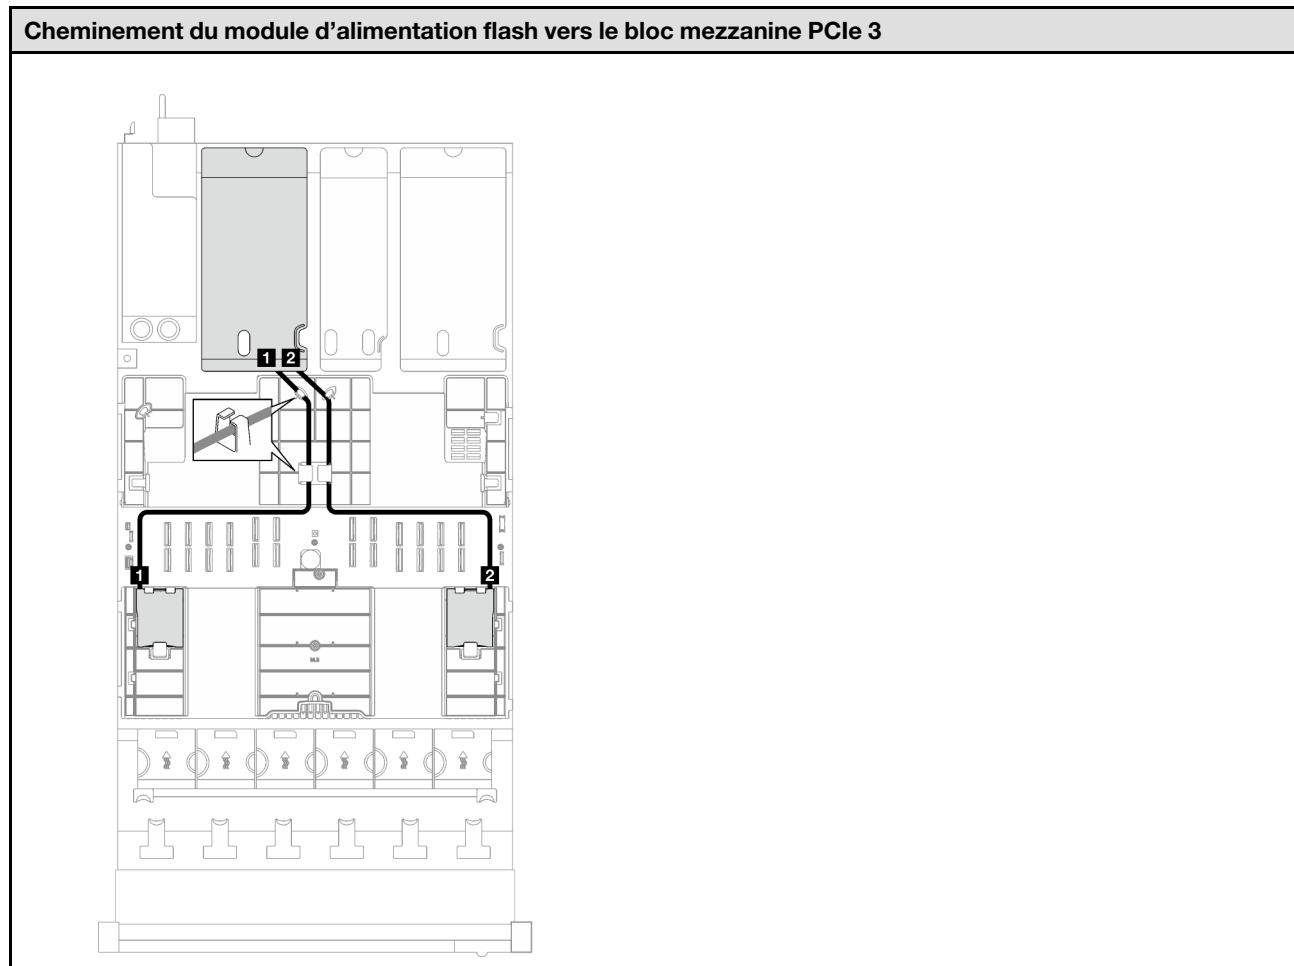 Cheminement du module d’alimentation flash vers le bloc mezzanine PCIe 3
1 2
1 2
M.2